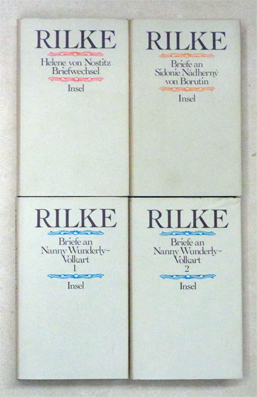 RILKE
Helene von Nostitz
Briefwechsel
Insel
RILKE
Briefe an
Sidonie Nádherný
von Borutin
Insel
RILKE
Briefe an
Nanny Wunderly-
Volkart
1
Insel
RILKE
Briefe an
Nanny Wunderly-
Volkart
2
Insel